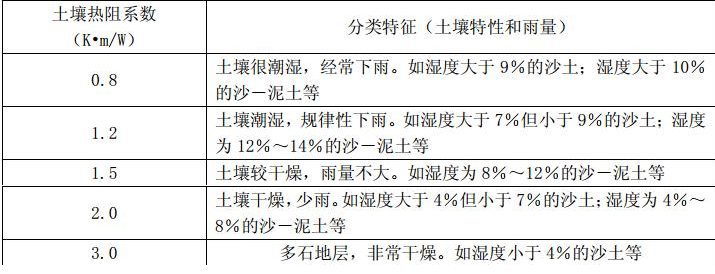 土壤热阻系数
（K•m/W）
分类特征（土壤特性和雨量）
0.8
土壤很潮湿，经常下雨。如湿度大于9%的沙土；湿度大于10%
的沙－泥土等
1.2
土壤潮湿，规律性下雨。如湿度大于7%但小于9%的沙土；湿度
为12%～14%的沙－泥土等
1.5
土壤较干燥，雨量不大。如湿度为8%～12%的沙－泥土等
2.0
土壤干燥，少雨。如湿度大于4%但小于7%的沙土；湿度为4%～
8%的沙－泥土等
3.0
多石地层，非常干燥。如湿度小于4%的沙土等